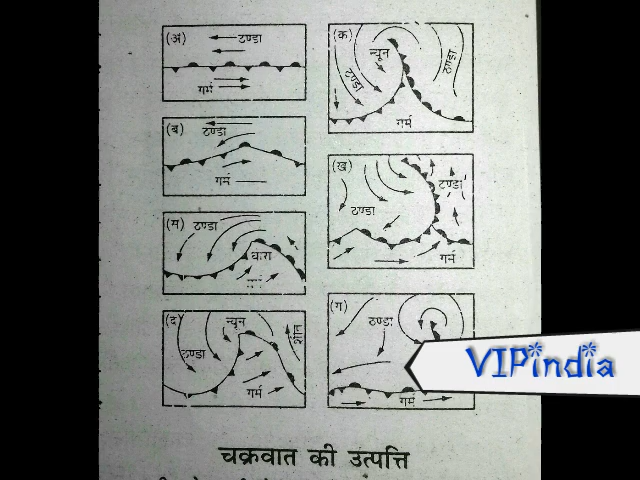 (अ)
ठण्डा
गर्म
(ब)
ठण्डा
गर्म
(स)
ठण्डा
धारा
गर्म
(द)
न्यून
ठण्डा
शीत
गर्म
(क)
न्यून
ठण्डा
ठण्डा
गर्म
(ख)
ठण्डा
ठण्डा
गर्म
(ग)
ठण्डा
गर्म
VIPindia
चक्रवात की उत्पत्ति